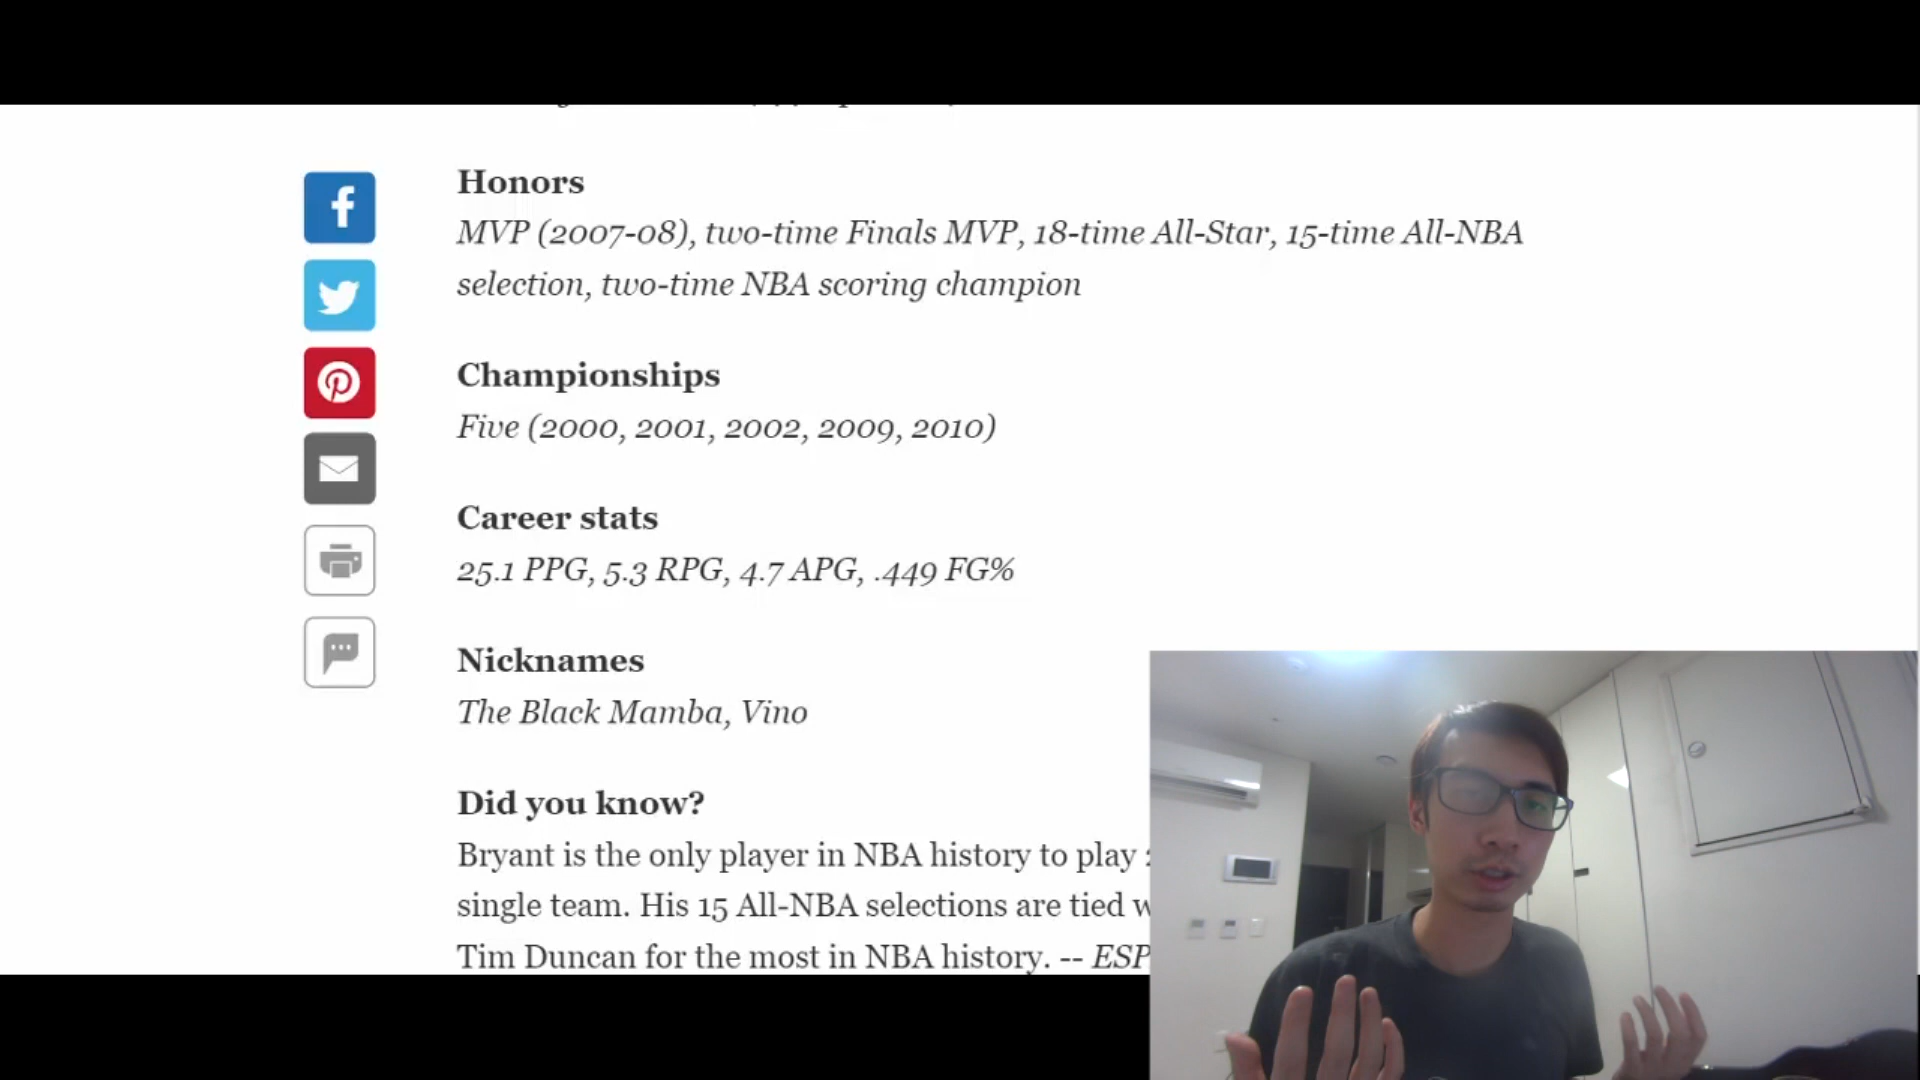 Honors
MVP (2007-08), two-time Finals MVP, 18-time All-Star, 15-time All-NBA
selection, two-time NBA scoring champion
Championships
Five (2000, 2001, 2002, 2009, 2010)
Career stats
25.1 PPG, 5.3 RPG, 4.7 APG, .449 FG%
Nicknames
The Black Mamba, Vino
Did you know?
Bryant is the only player in NBA history to play
single team. His 15 All-NBA selections are tied
Tim Duncan for the most in NBA history. -- ESP